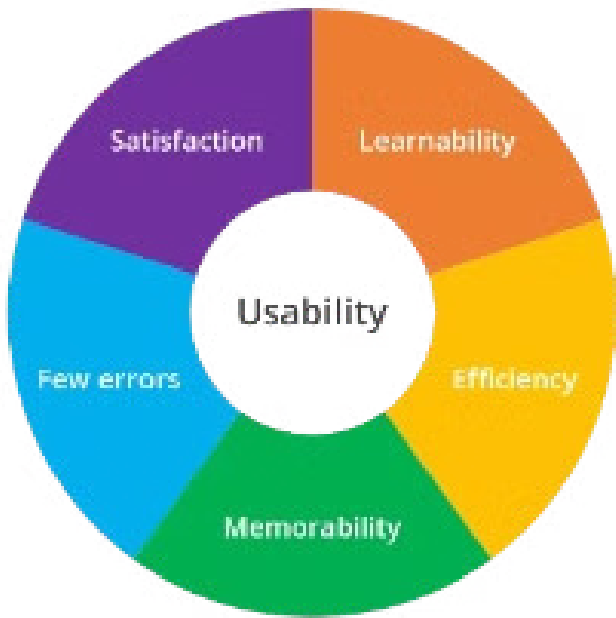 Satisfaction
Learnability
Usability
Few errors
Efficiency
Memorability